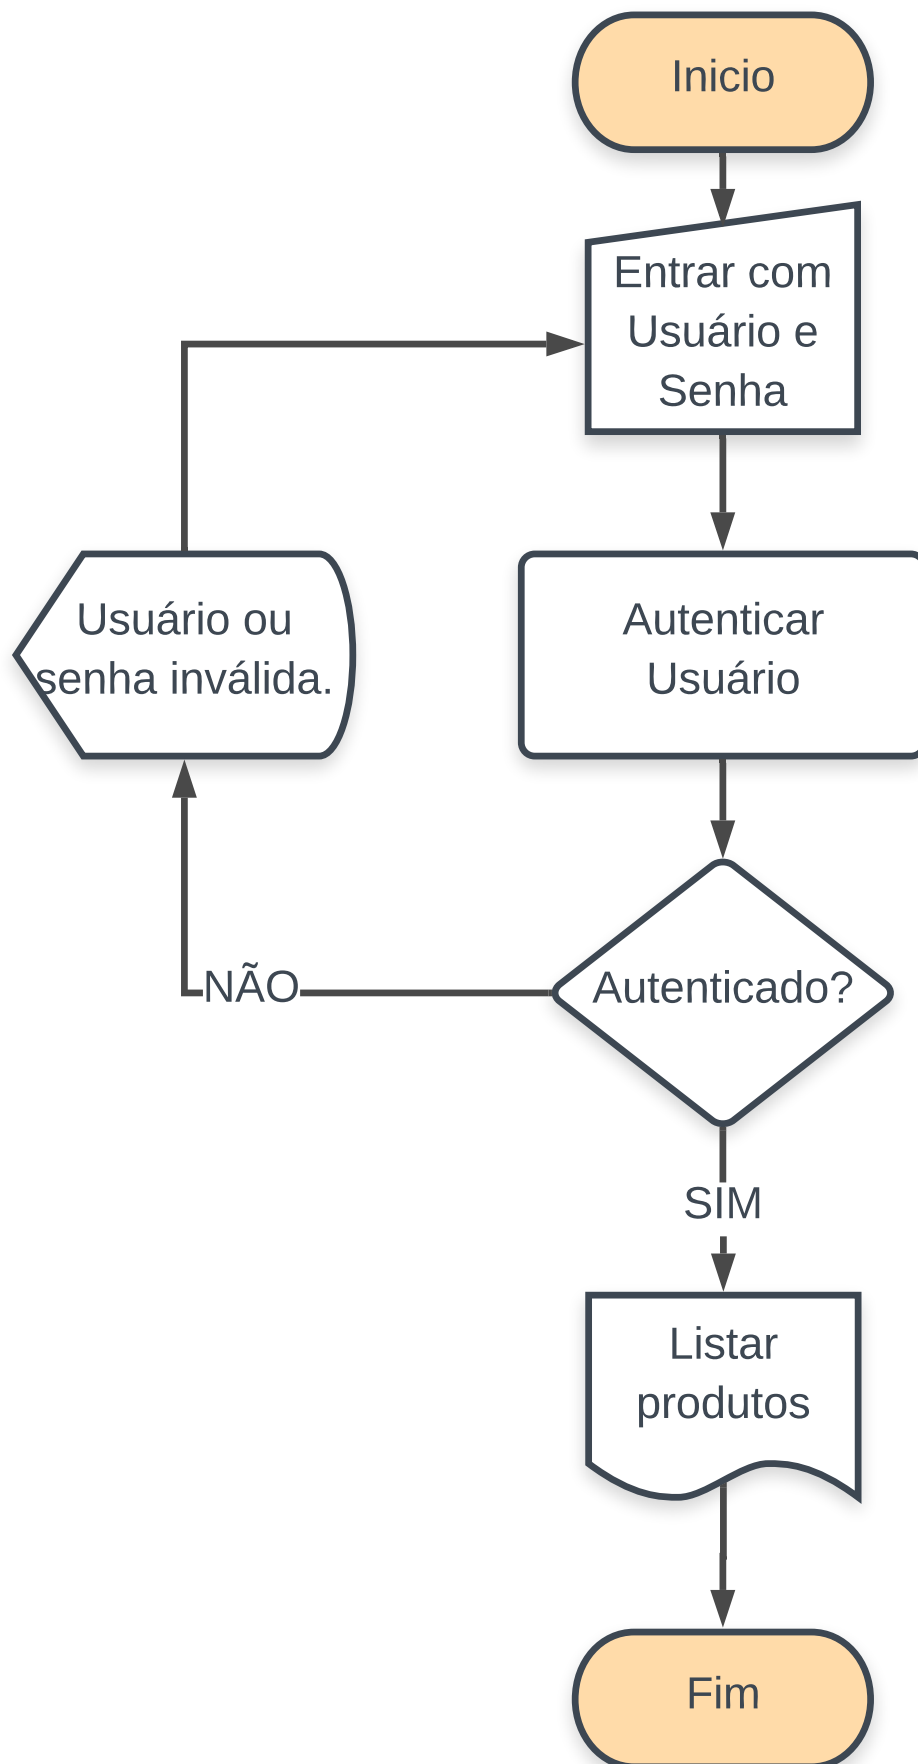 Inicio
Entrar com
Usuário e
Senha
Usuário ou
senha inválida.
Autenticar
Usuário
NÃO
Autenticado?
SIM
Listar
produtos
Fim